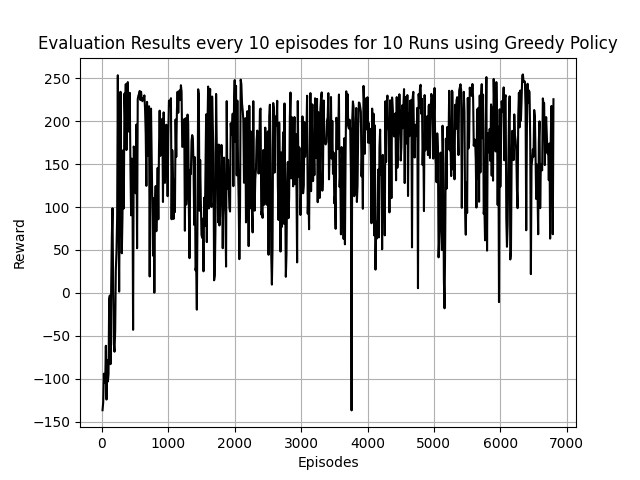 Evaluation Results every 10 episodes for 10 Runs using Greedy Policy
250
200
150
100
50
0
−50
−100
−150
Reward
0 1000 2000 3000 4000 5000 6000 7000
Episodes